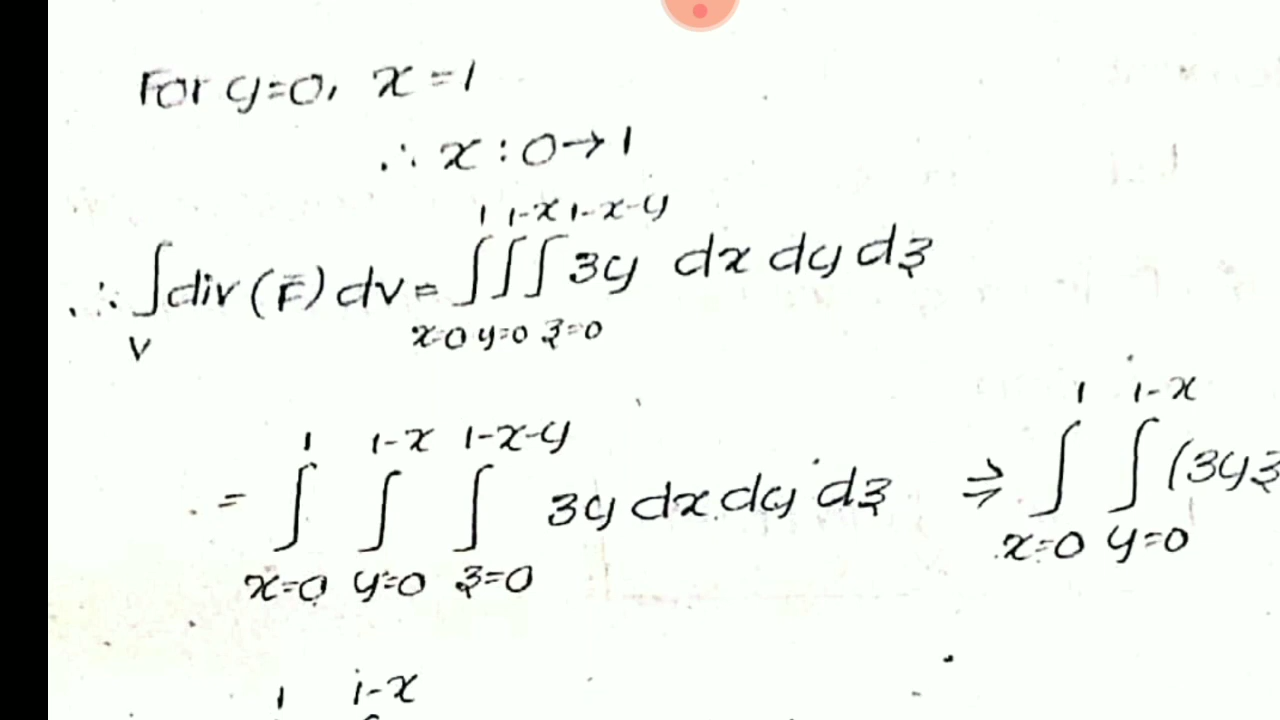 For y=0, x=1
∴ x : 0→1
∴ ∫_V div(F̄) dv = ∫_{x=0}^{1} ∫_{y=0}^{1-x} ∫_{z=0}^{1-x-y} 3y dx dy dz
= ∫_{x=0}^{1} ∫_{y=0}^{1-x} ∫_{z=0}^{1-x-y} 3y dx dy dz ⇒ ∫_{x=0}^{1} ∫_{y=0}^{1-x} (3yz
1 1-x